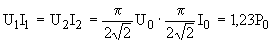 U₁I₁ = U₂I₂ = π/(2√2) U₀ · π/(2√2) I₀ = 1,23P₀